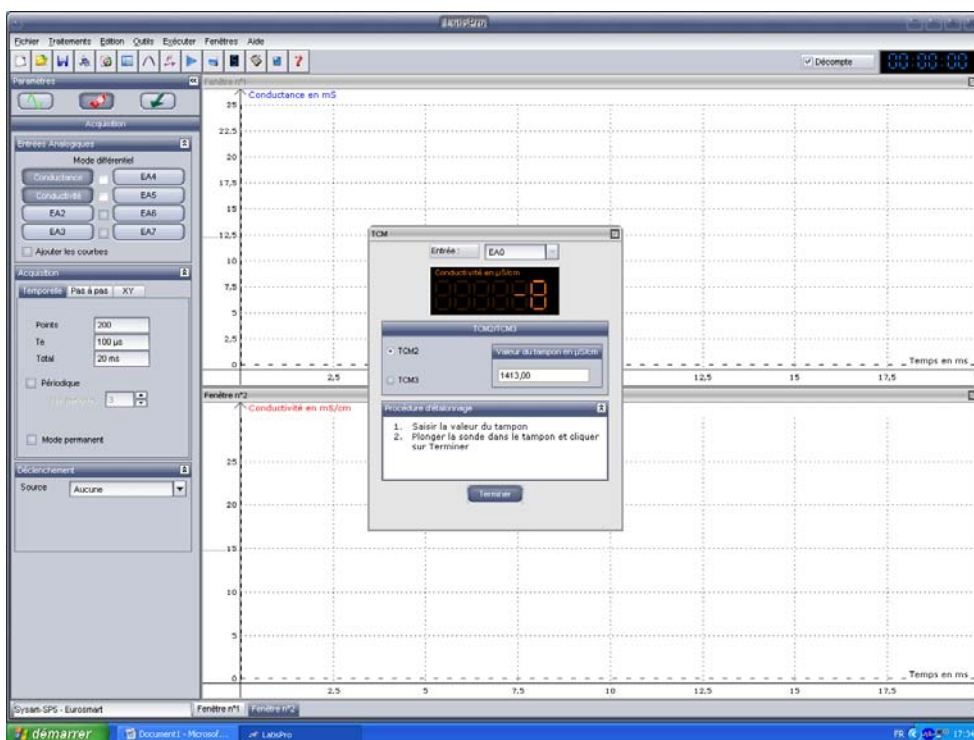 LatisPro
Fichier Traitements Edition Outils Exécuter Fenêtres Aide
Décompte
00:00:00
Paramètres
Acquisition
Entrées Analogiques
Mode différentiel
Conductance EA4
Conductivité EA5
EA2 EA6
EA3 EA7
Ajouter les courbes
Acquisition
Temporelle Pas à pas XY
Points 200
Te 100 µs
Total 20 ms
Périodique
3
Mode permanent
Déclenchement
Source Aucune
Sysam-SP5 - Eurosmart
Fenêtre n°1
Conductance en mS
25
22,5
20
17,5
15
12,5
10
7,5
5
2,5
0
Temps en ms
2,5 12,5 15 17,5
TCM
Entrée : EA0
Conductivité en µS/cm
-0
TCM2/TCM3
TCM2
Valeur du tampon en µS/cm
1413,00
TCM3
Procédure d'étalonnage
1. Saisir la valeur du tampon
2. Plonger la sonde dans le tampon et cliquer
sur Terminer
Terminer
Fenêtre n°2
Conductivité en mS/cm
25
20
15
10
5
0
Temps en ms
2,5 5 7,5 10 12,5 15 17,5
Fenêtre n°1 Fenêtre n°2
démarrer
Document1 - Microsof...
LatisPro
FR
17:34